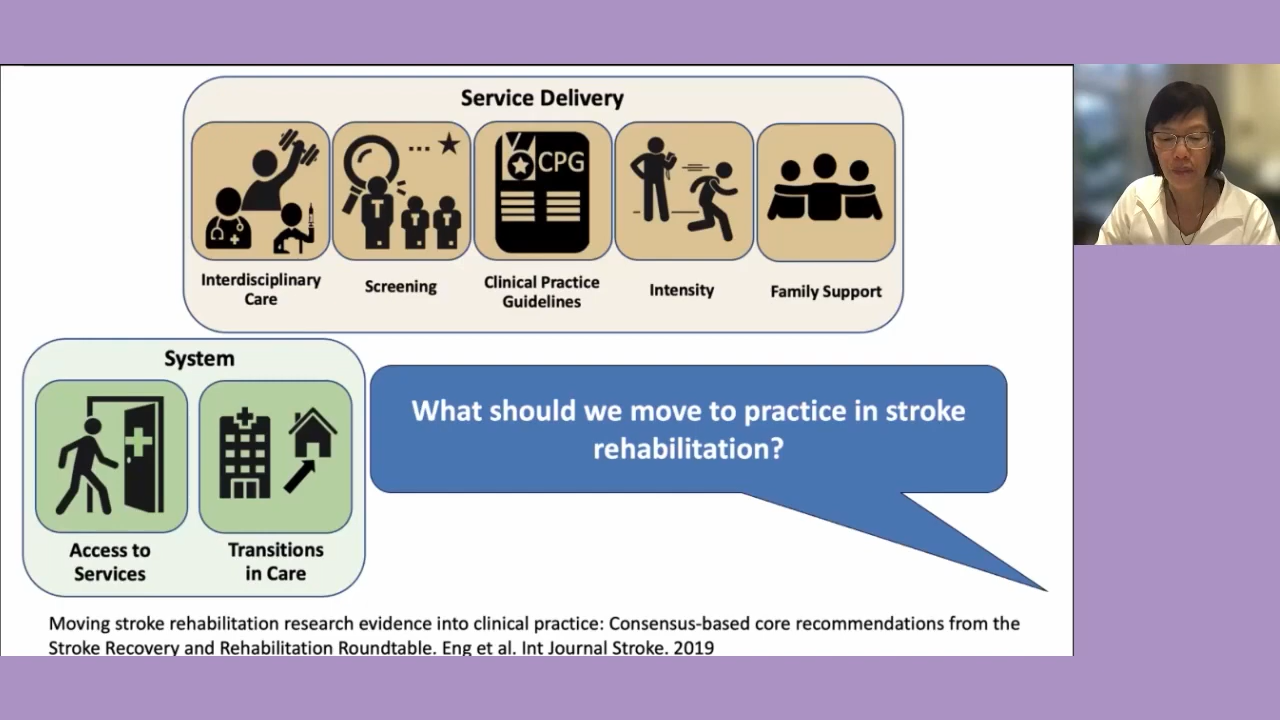 Service Delivery
CPG
Interdisciplinary
Care
Screening
Clinical Practice
Guidelines
Intensity
Family Support
System
Access to
Services
Transitions
in Care
What should we move to practice in stroke
rehabilitation?
Moving stroke rehabilitation research evidence into clinical practice: Consensus-based core recommendations from the
Stroke Recovery and Rehabilitation Roundtable. Eng et al. Int Journal Stroke. 2019